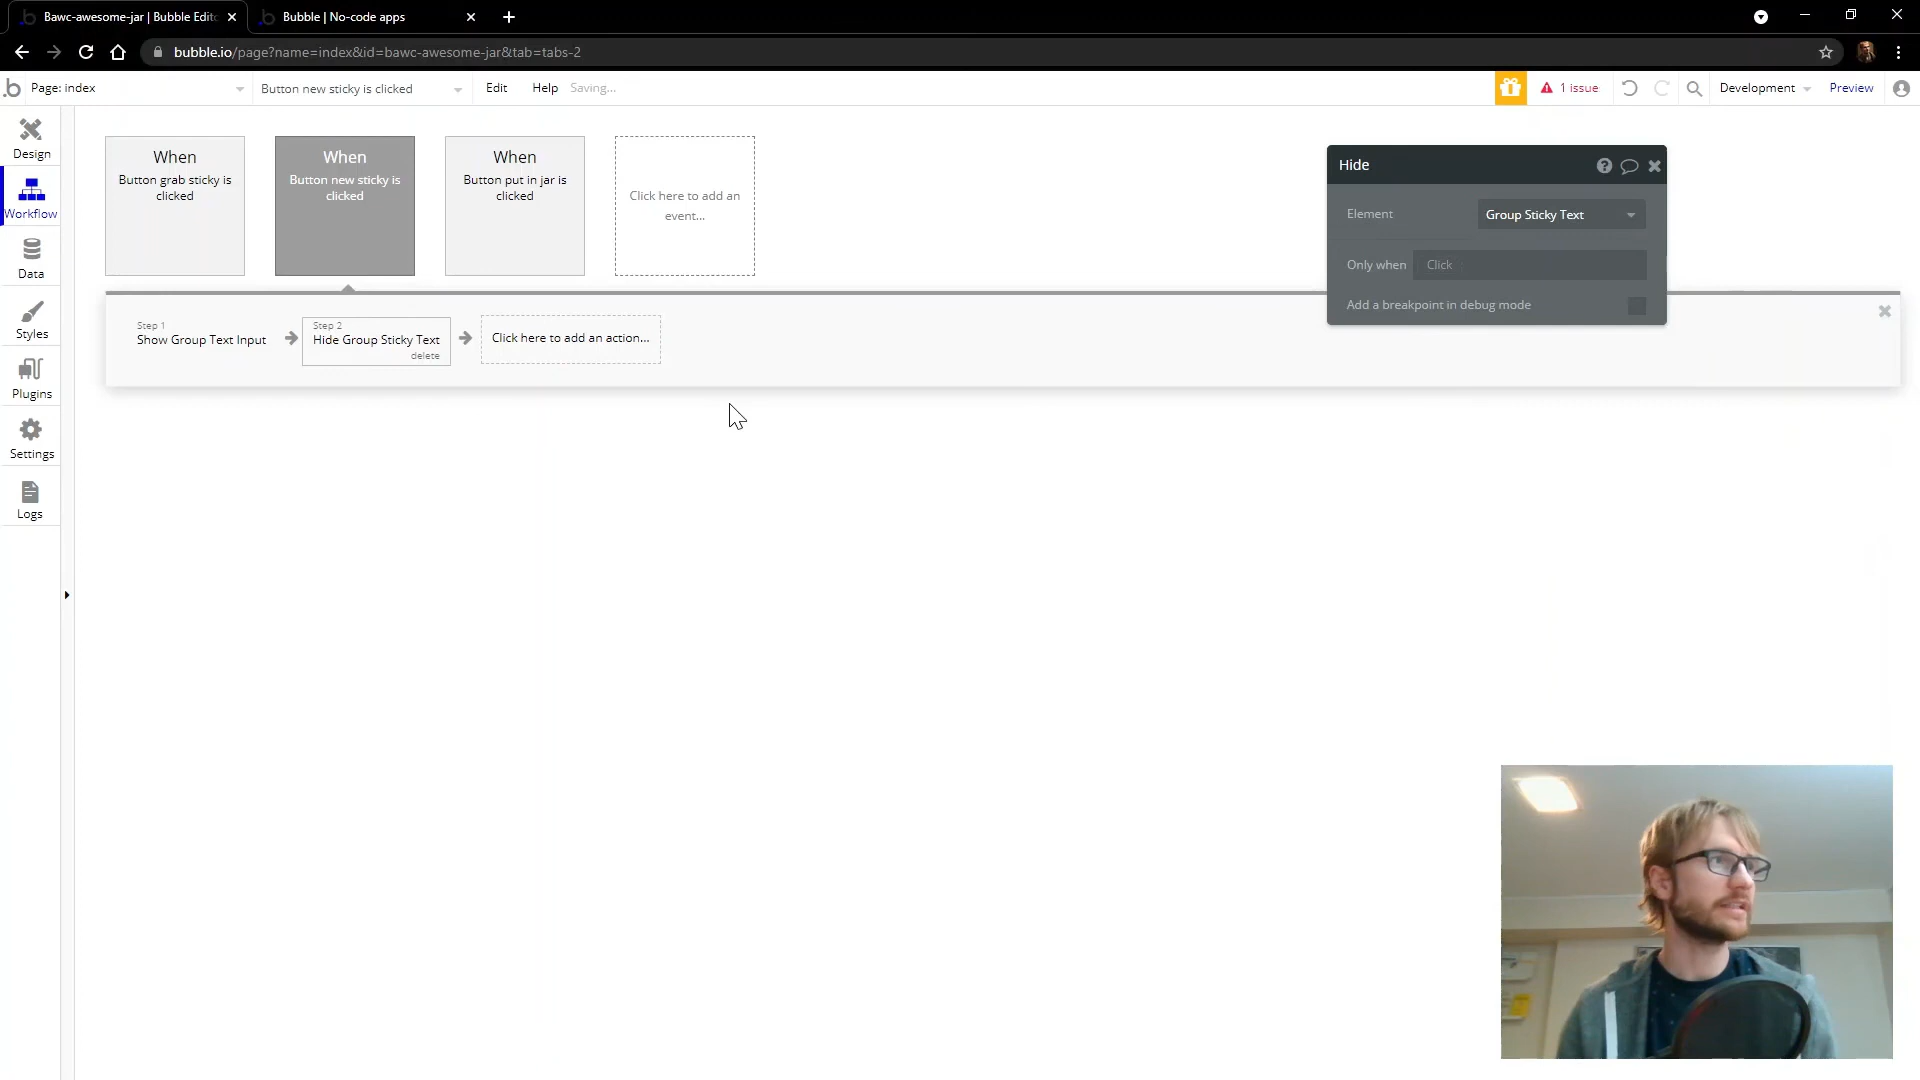 Bawc-awesome-jar | Bubble Edito
Bubble | No-code apps
bubble.io/page?name=index&id=bawc-awesome-jar&tab=tabs-2
Page: index
Button new sticky is clicked
Edit
Help
Saving...
1 issue
Development
Preview
Design
Workflow
Data
Styles
Plugins
Settings
Logs
When
Button grab sticky is
clicked
When
Button new sticky is
clicked
When
Button put in jar is
clicked
Click here to add an
event...
Hide
Element
Group Sticky Text
Only when
Click
Add a breakpoint in debug mode
Step 1
Show Group Text Input
Step 2
Hide Group Sticky Text
delete
Click here to add an action...